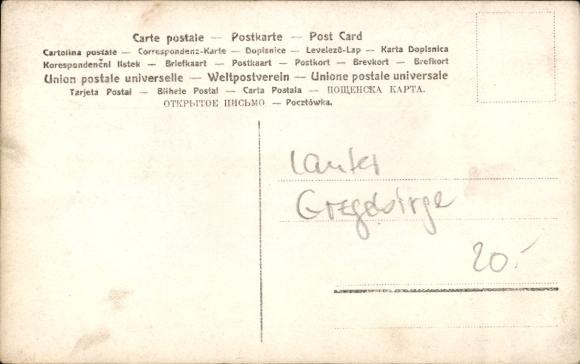 Carte postale — Postkarte — Post Card
Cartolina postale — Correspondenz-Karte — Dopisnice — Levelező-Lap — Karta Dopisnica
Korespondenční listek — Briefkaart — Postkaart — Postkort — Brevkort — Brefkort
Union postale universelle — Weltpostverein — Unione postale universale
Tarjeta Postal — Bilhete Postal — Carta Postala — ПОЩЕНСКА КАРТА.
ОТКРЫТОЕ ПИСЬМО — Pocztówka.
Lauter
Erzgebirge
20.-